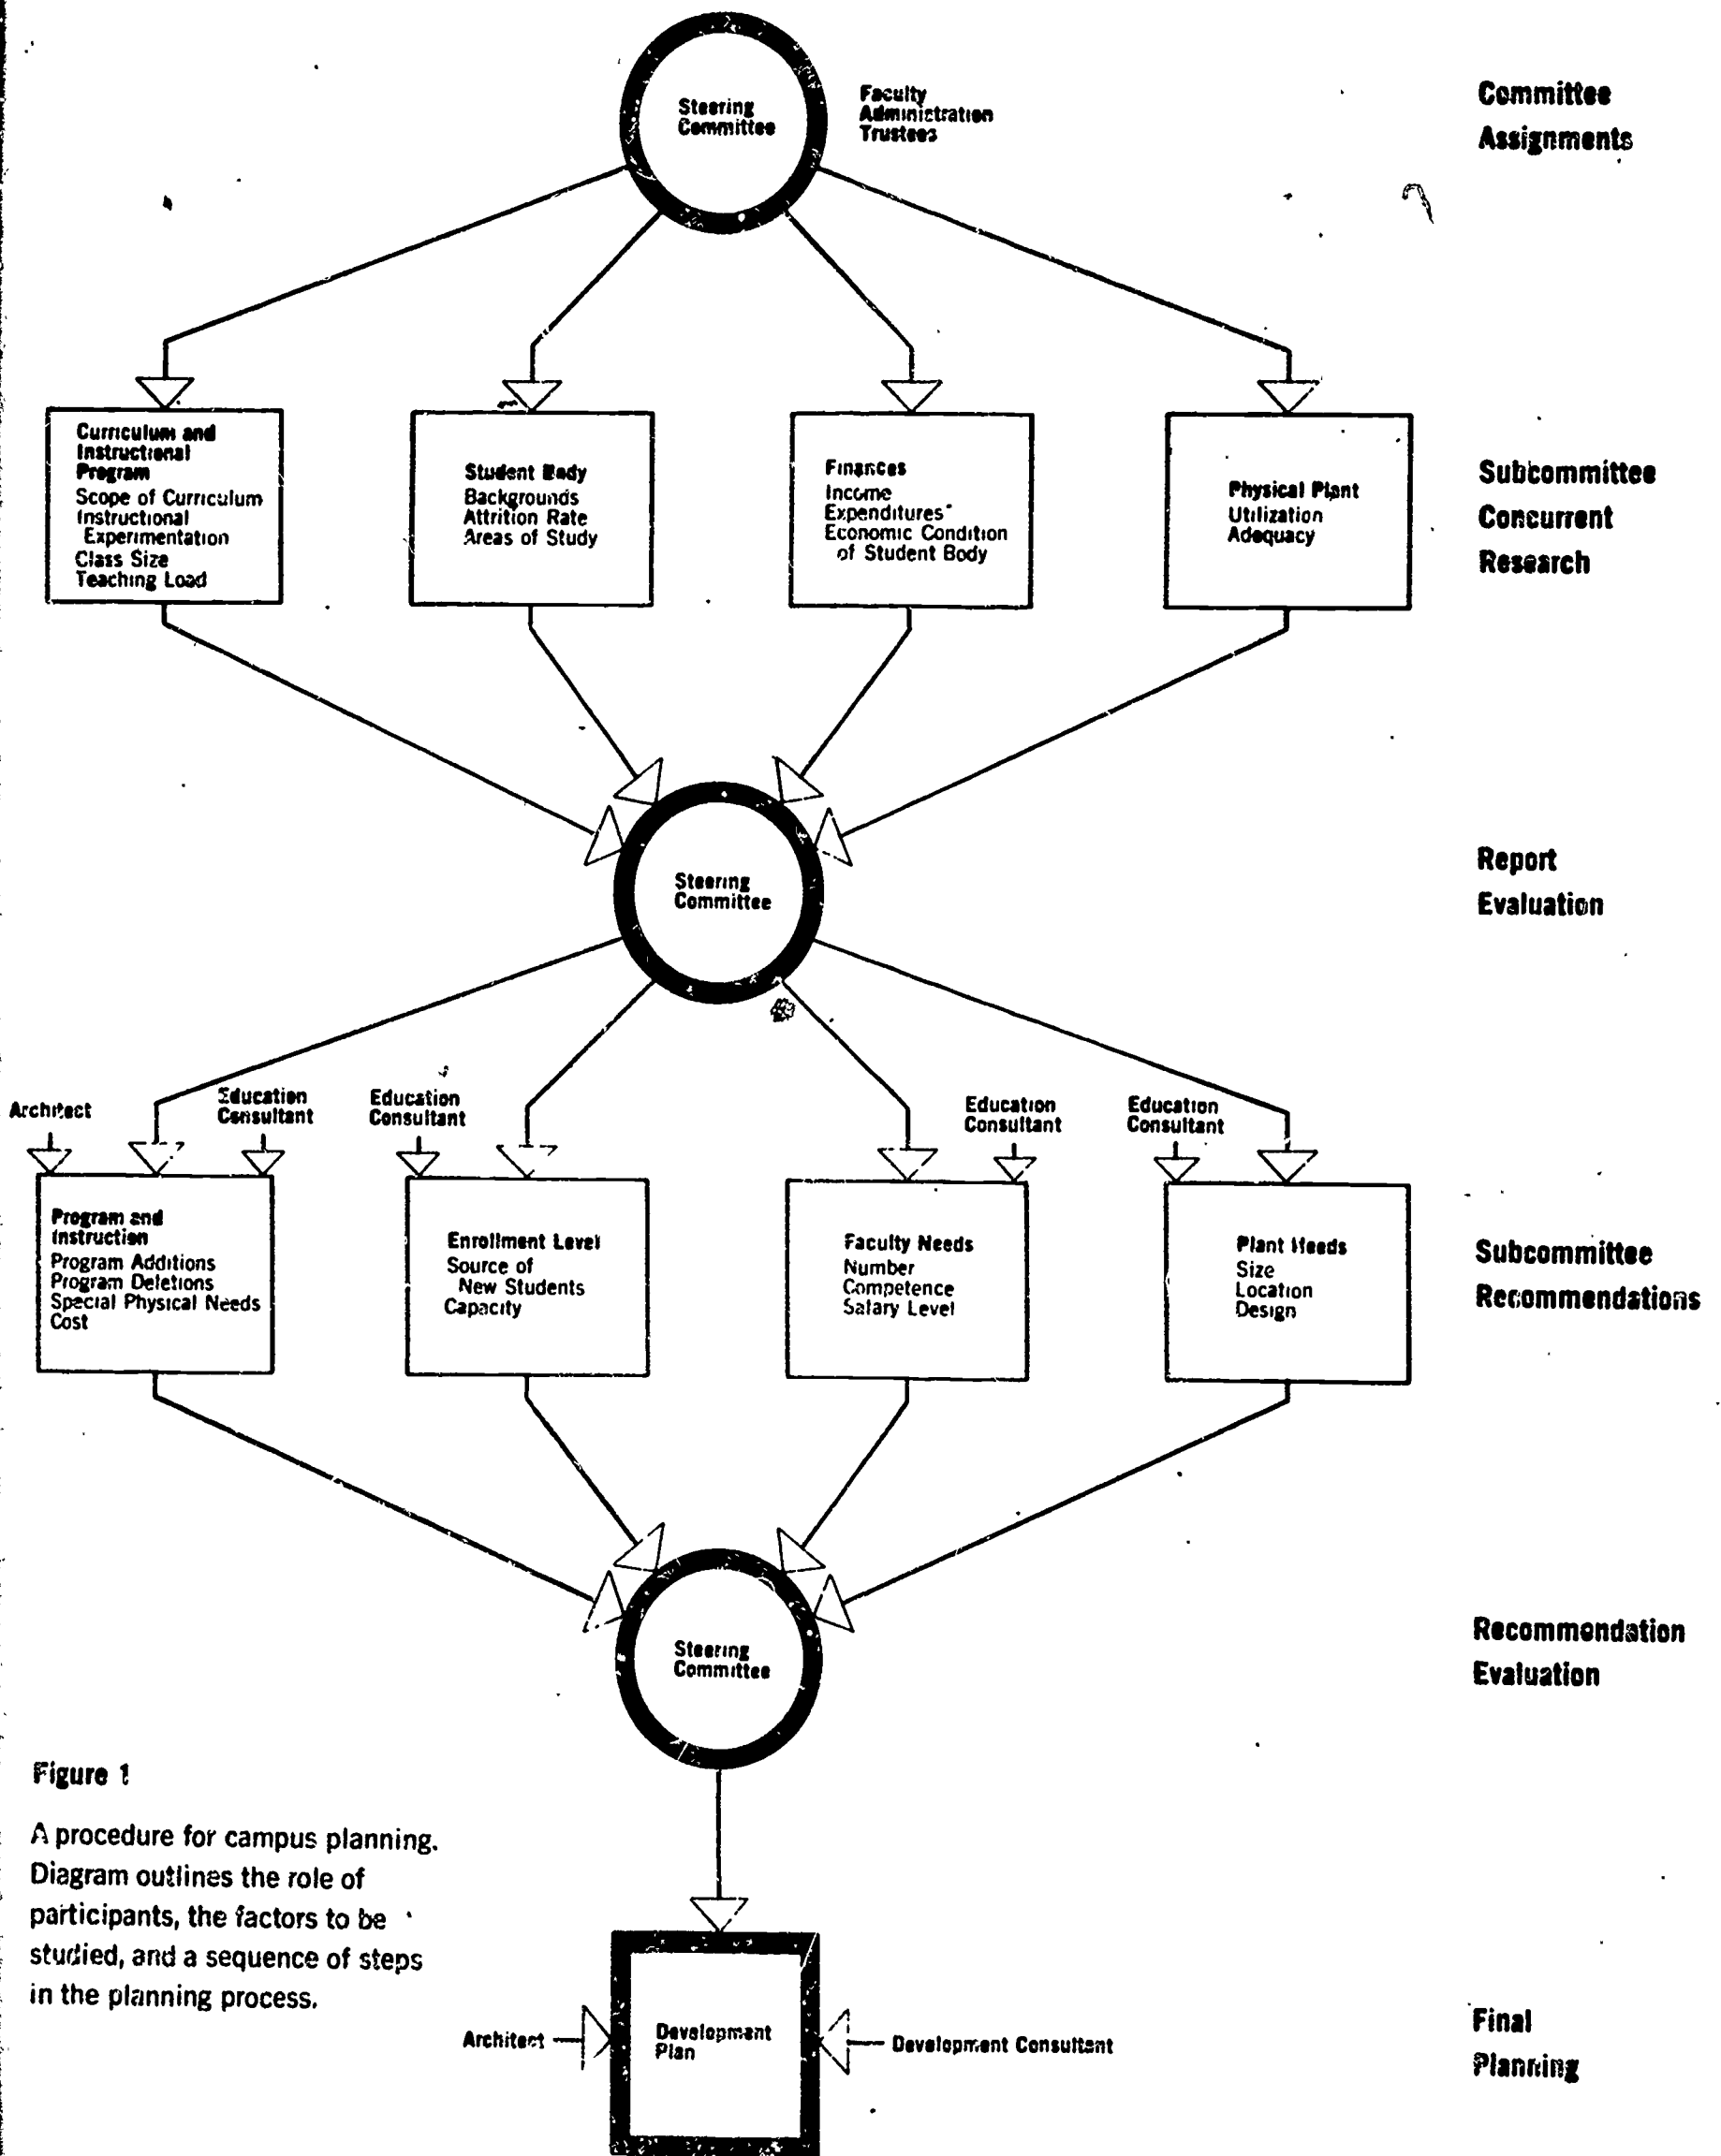 Steering
Committee
Faculty
Administration
Trustees
Committee
Assignments
Curriculum and
Instructional
Program
Scope of Curriculum
Instructional
Experimentation
Class Size
Teaching Load
Student Body
Backgrounds
Attrition Rate
Areas of Study
Finances
Income
Expenditures
Economic Condition
of Student Body
Physical Plant
Utilization
Adequacy
Subcommittee
Concurrent
Research
Steering
Committee
Report
Evaluation
Architect
Education
Consultant
Education
Consultant
Education
Consultant
Education
Consultant
Program and
Instruction
Program Additions
Program Deletions
Special Physical Needs
Cost
Enrollment Level
Source of
New Students
Capacity
Faculty Needs
Number
Competence
Salary Level
Plant Needs
Size
Location
Design
Subcommittee
Recommendations
Steering
Committee
Recommendation
Evaluation
Figure 1
A procedure for campus planning.
Diagram outlines the role of
participants, the factors to be
studied, and a sequence of steps
in the planning process.
Architect
Development
Plan
Development Consultant
Final
Planning